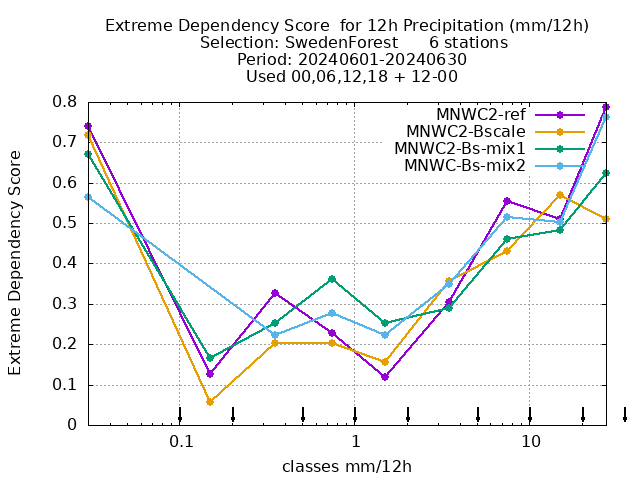 Extreme Dependency Score  for 12h Precipitation (mm/12h)
Selection: SwedenForest      6 stations
Period: 20240601-20240630
Used 00,06,12,18 + 12-00
MNWC2-ref
MNWC2-Bscale
MNWC2-Bs-mix1
MNWC-Bs-mix2
Extreme Dependency Score
0.8
0.7
0.6
0.5
0.4
0.3
0.2
0.1
0
0.1 1 10
classes mm/12h